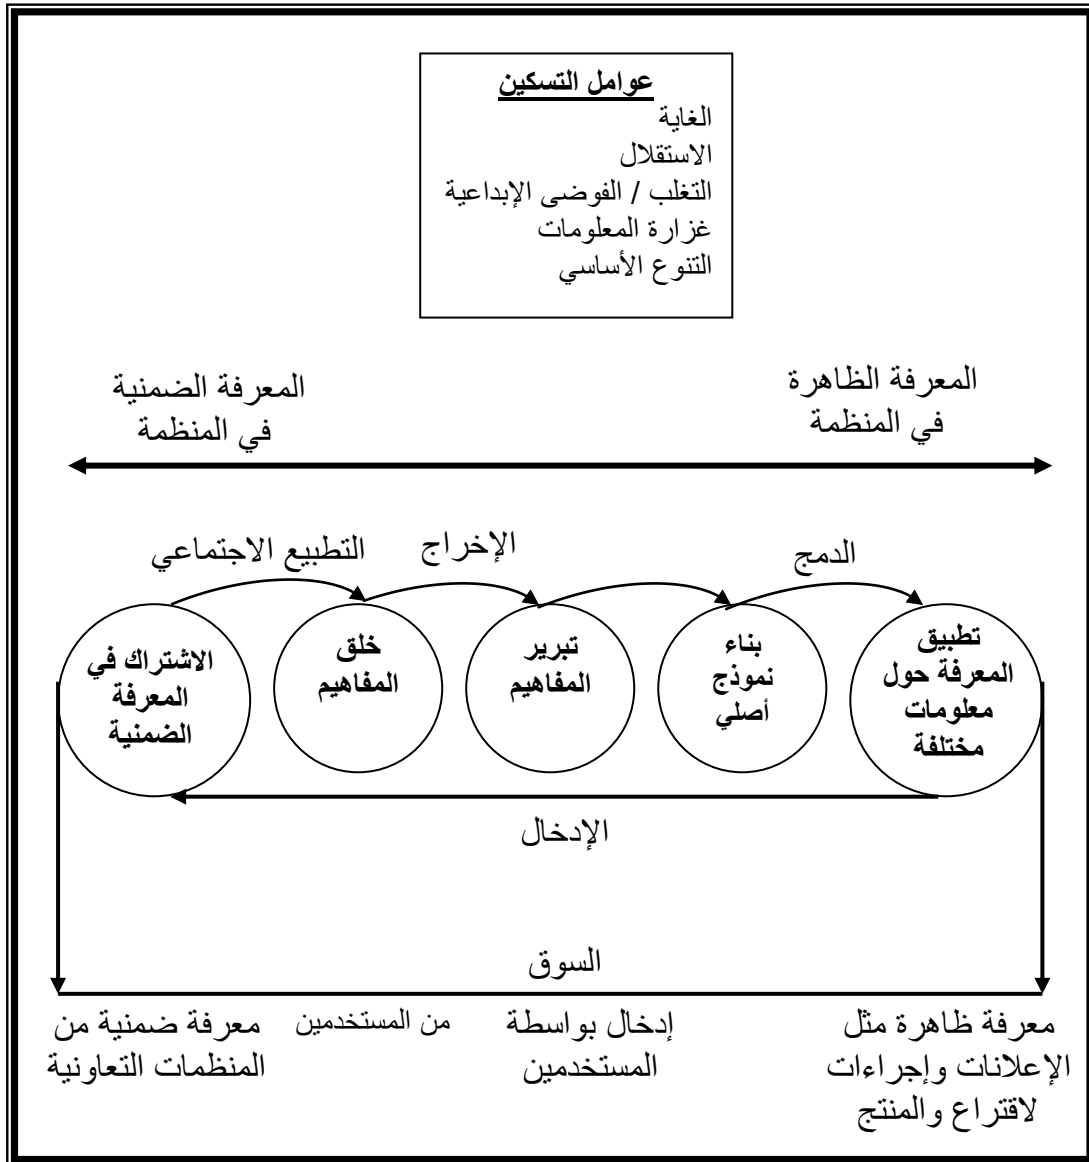 عوامل التسكين
الغاية
الاستقلال
التغلب / الفوضى الإبداعية
غزارة المعلومات
التنوع الأساسي
المعرفة الظاهرة
في المنظمة
المعرفة الضمنية
في المنظمة
التطبيع الاجتماعي
الإخراج
الدمج
الاشتراك في
المعرفة
الضمنية
خلق
المفاهيم
تبرير
المفاهيم
بناء
نموذج
أصلي
تطبيق
المعرفة حول
معلومات
مختلفة
الإدخال
السوق
معرفة ضمنية من
المنظمات التعاونية
من المستخدمين
إدخال بواسطة
المستخدمين
معرفة ظاهرة مثل
الإعلانات وإجراءات
لاقتراع والمنتج